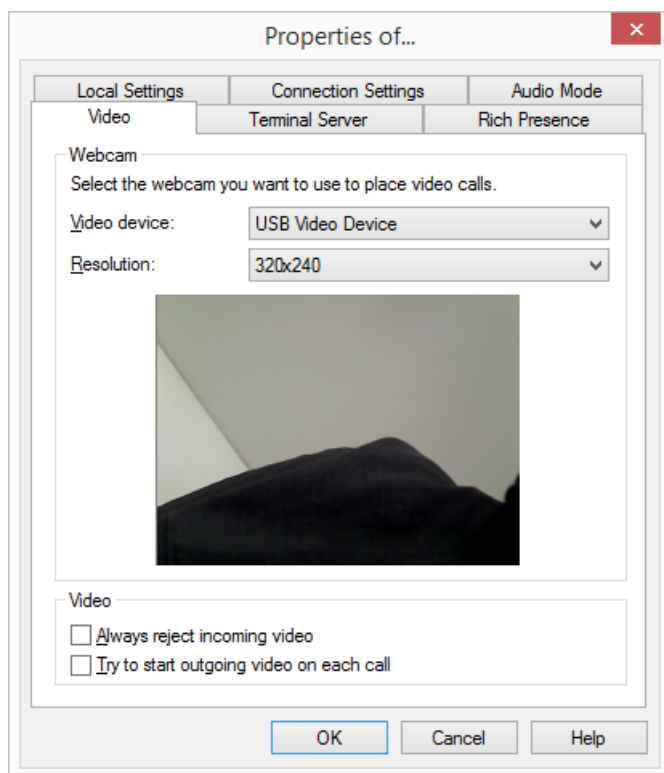 Properties of...
Local Settings Connection Settings Audio Mode
Video Terminal Server Rich Presence
Webcam
Select the webcam you want to use to place video calls.
Video device: USB Video Device
Resolution: 320x240
Video
Always reject incoming video
Try to start outgoing video on each call
OK Cancel Help